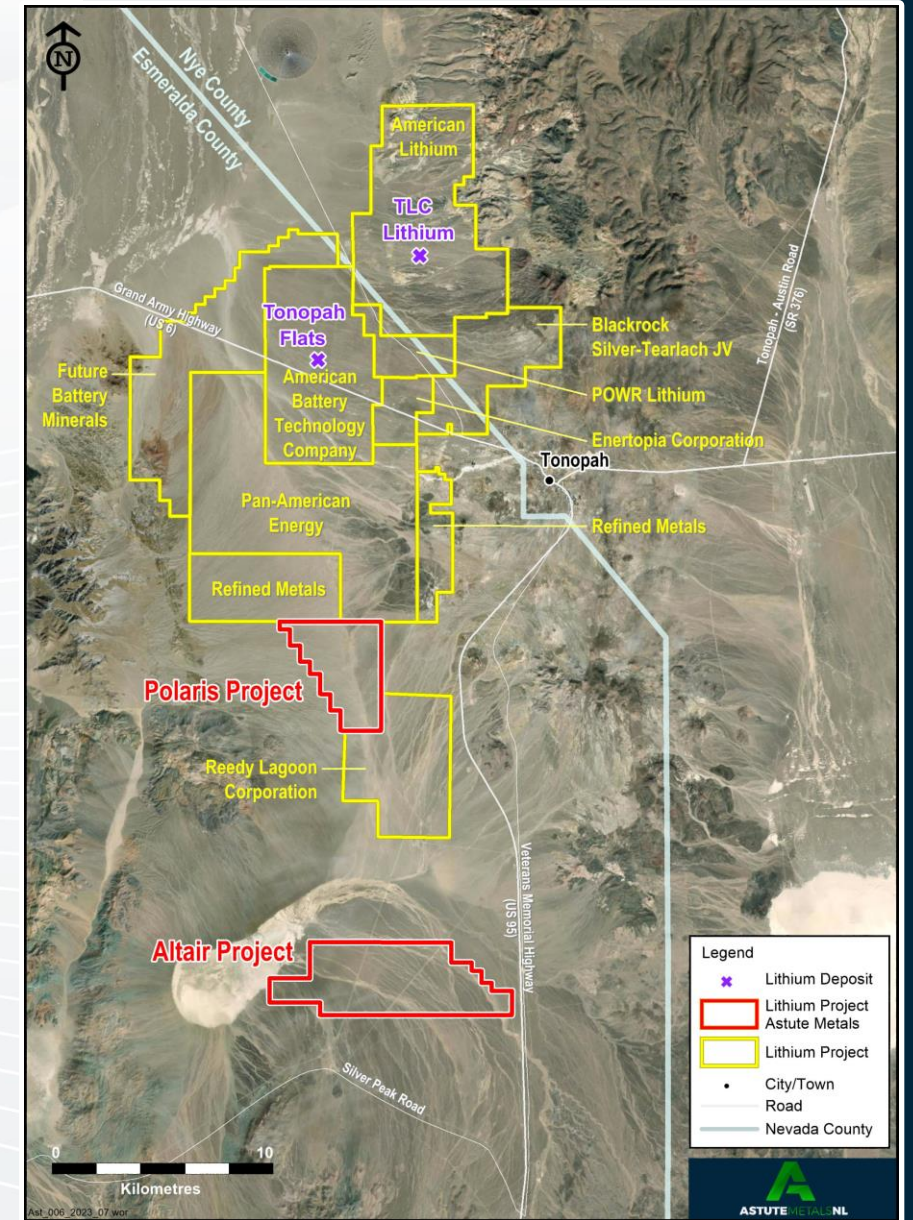 N
Nye County
Esmeralda County
American
Lithium
TLC
Lithium
Tonopah - Austin Road
(SR 376)
Grand Army Highway
(US 6)
Tonopah
Flats
Blackrock
Silver-Tearlach JV
Future
Battery
Minerals
American
Battery
Technology
Company
POWR Lithium
Enertopia Corporation
Tonopah
Pan-American
Energy
Refined Metals
Refined Metals
Polaris Project
Reedy Lagoon
Corporation
Veterans Memorial Highway
(US 95)
Altair Project
Silver Peak Road
Legend
Lithium Deposit
Lithium Project
Astute Metals
Lithium Project
City/Town
Road
Nevada County
0 10
Kilometres
Ast_006_2023_07.wor
ASTUTEMETALSNL